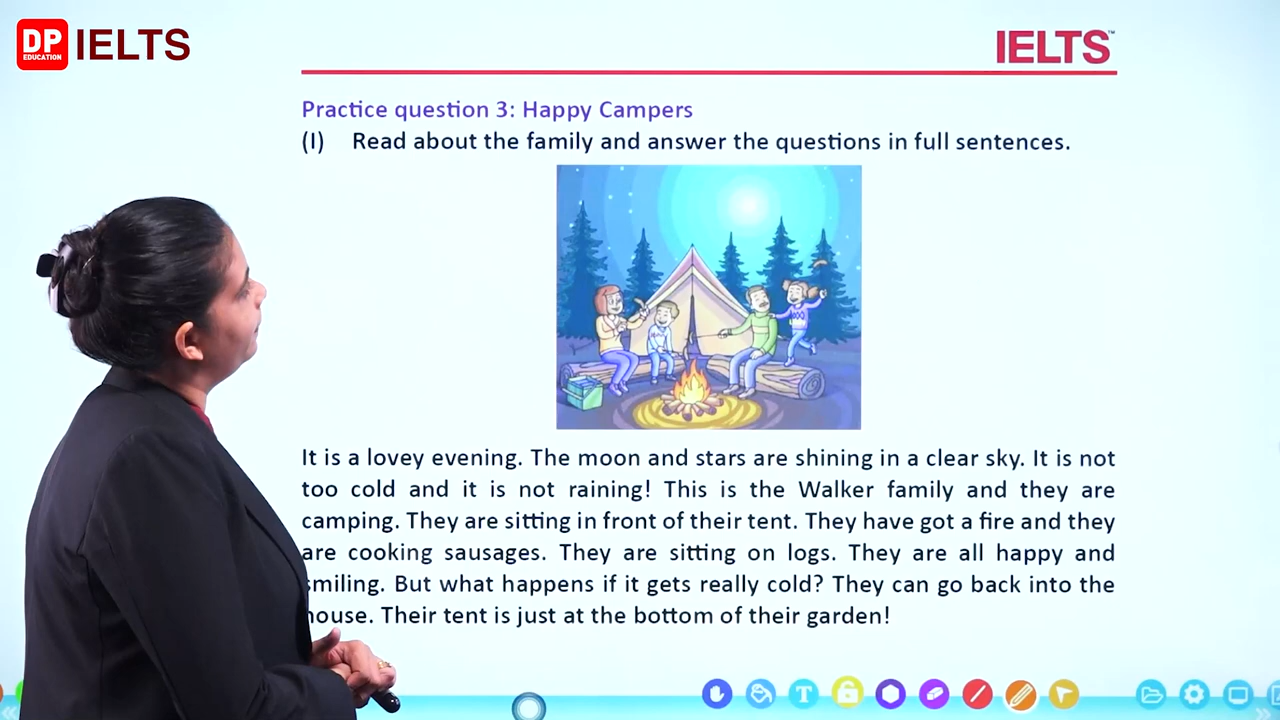 DP
EDUCATION
IELTS
IELTS™
Practice question 3: Happy Campers
(I) Read about the family and answer the questions in full sentences.
It is a lovey evening. The moon and stars are shining in a clear sky. It is not
too cold and it is not raining! This is the Walker family and they are
camping. They are sitting in front of their tent. They have got a fire and they
are cooking sausages. They are sitting on logs. They are all happy and
smiling. But what happens if it gets really cold? They can go back into the
house. Their tent is just at the bottom of their garden!
T